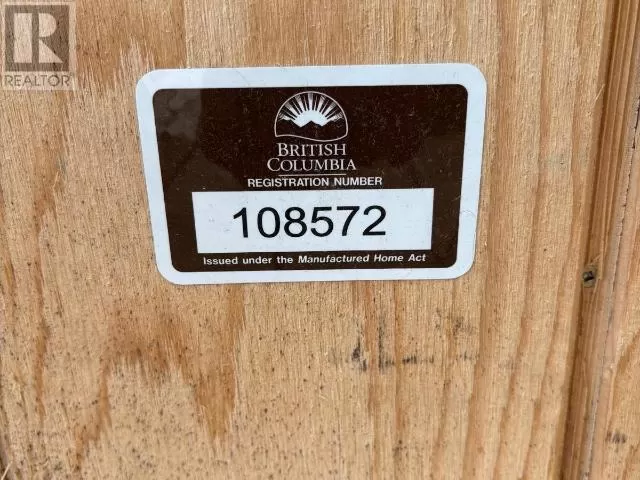 R
REALTOR
BRITISH
COLUMBIA
REGISTRATION NUMBER
108572
Issued under the Manufactured Home Act